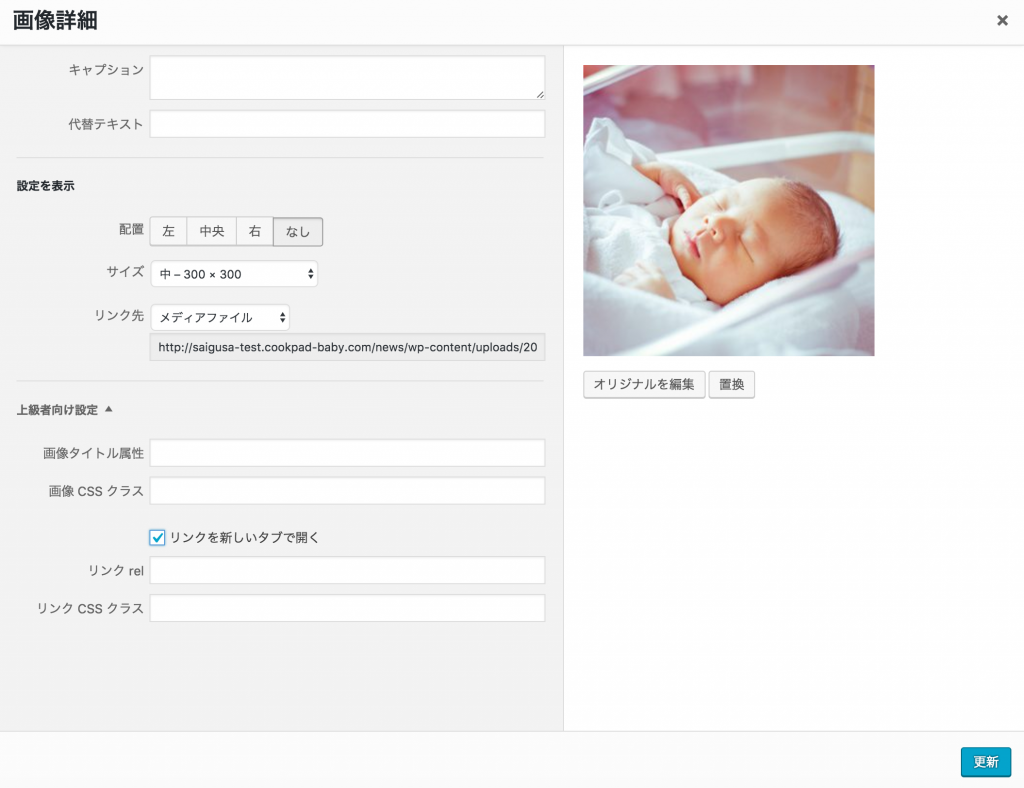 画像詳細
×
キャプション
代替テキスト
設定を表示
配置 左 中央 右 なし
サイズ 中 – 300 × 300
リンク先 メディアファイル
http://saigusa-test.cookpad-baby.com/news/wp-content/uploads/20
上級者向け設定 ▲
画像タイトル属性
画像 CSS クラス
リンクを新しいタブで開く
リンク rel
リンク CSS クラス
オリジナルを編集 置換
更新